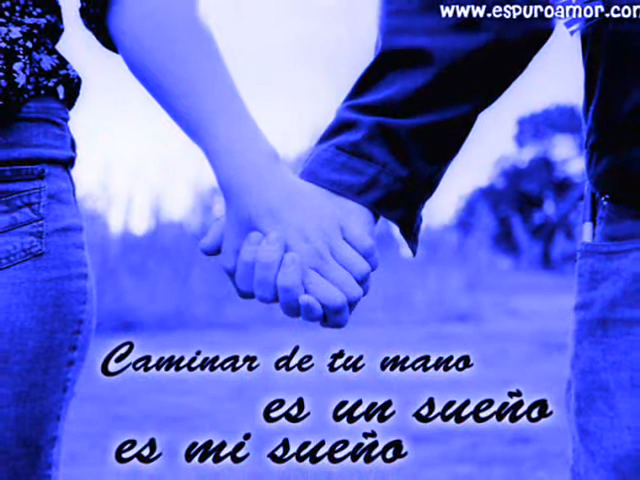 www.espuroamor.com
Caminar de tu mano
es un sueño
es mi sueño